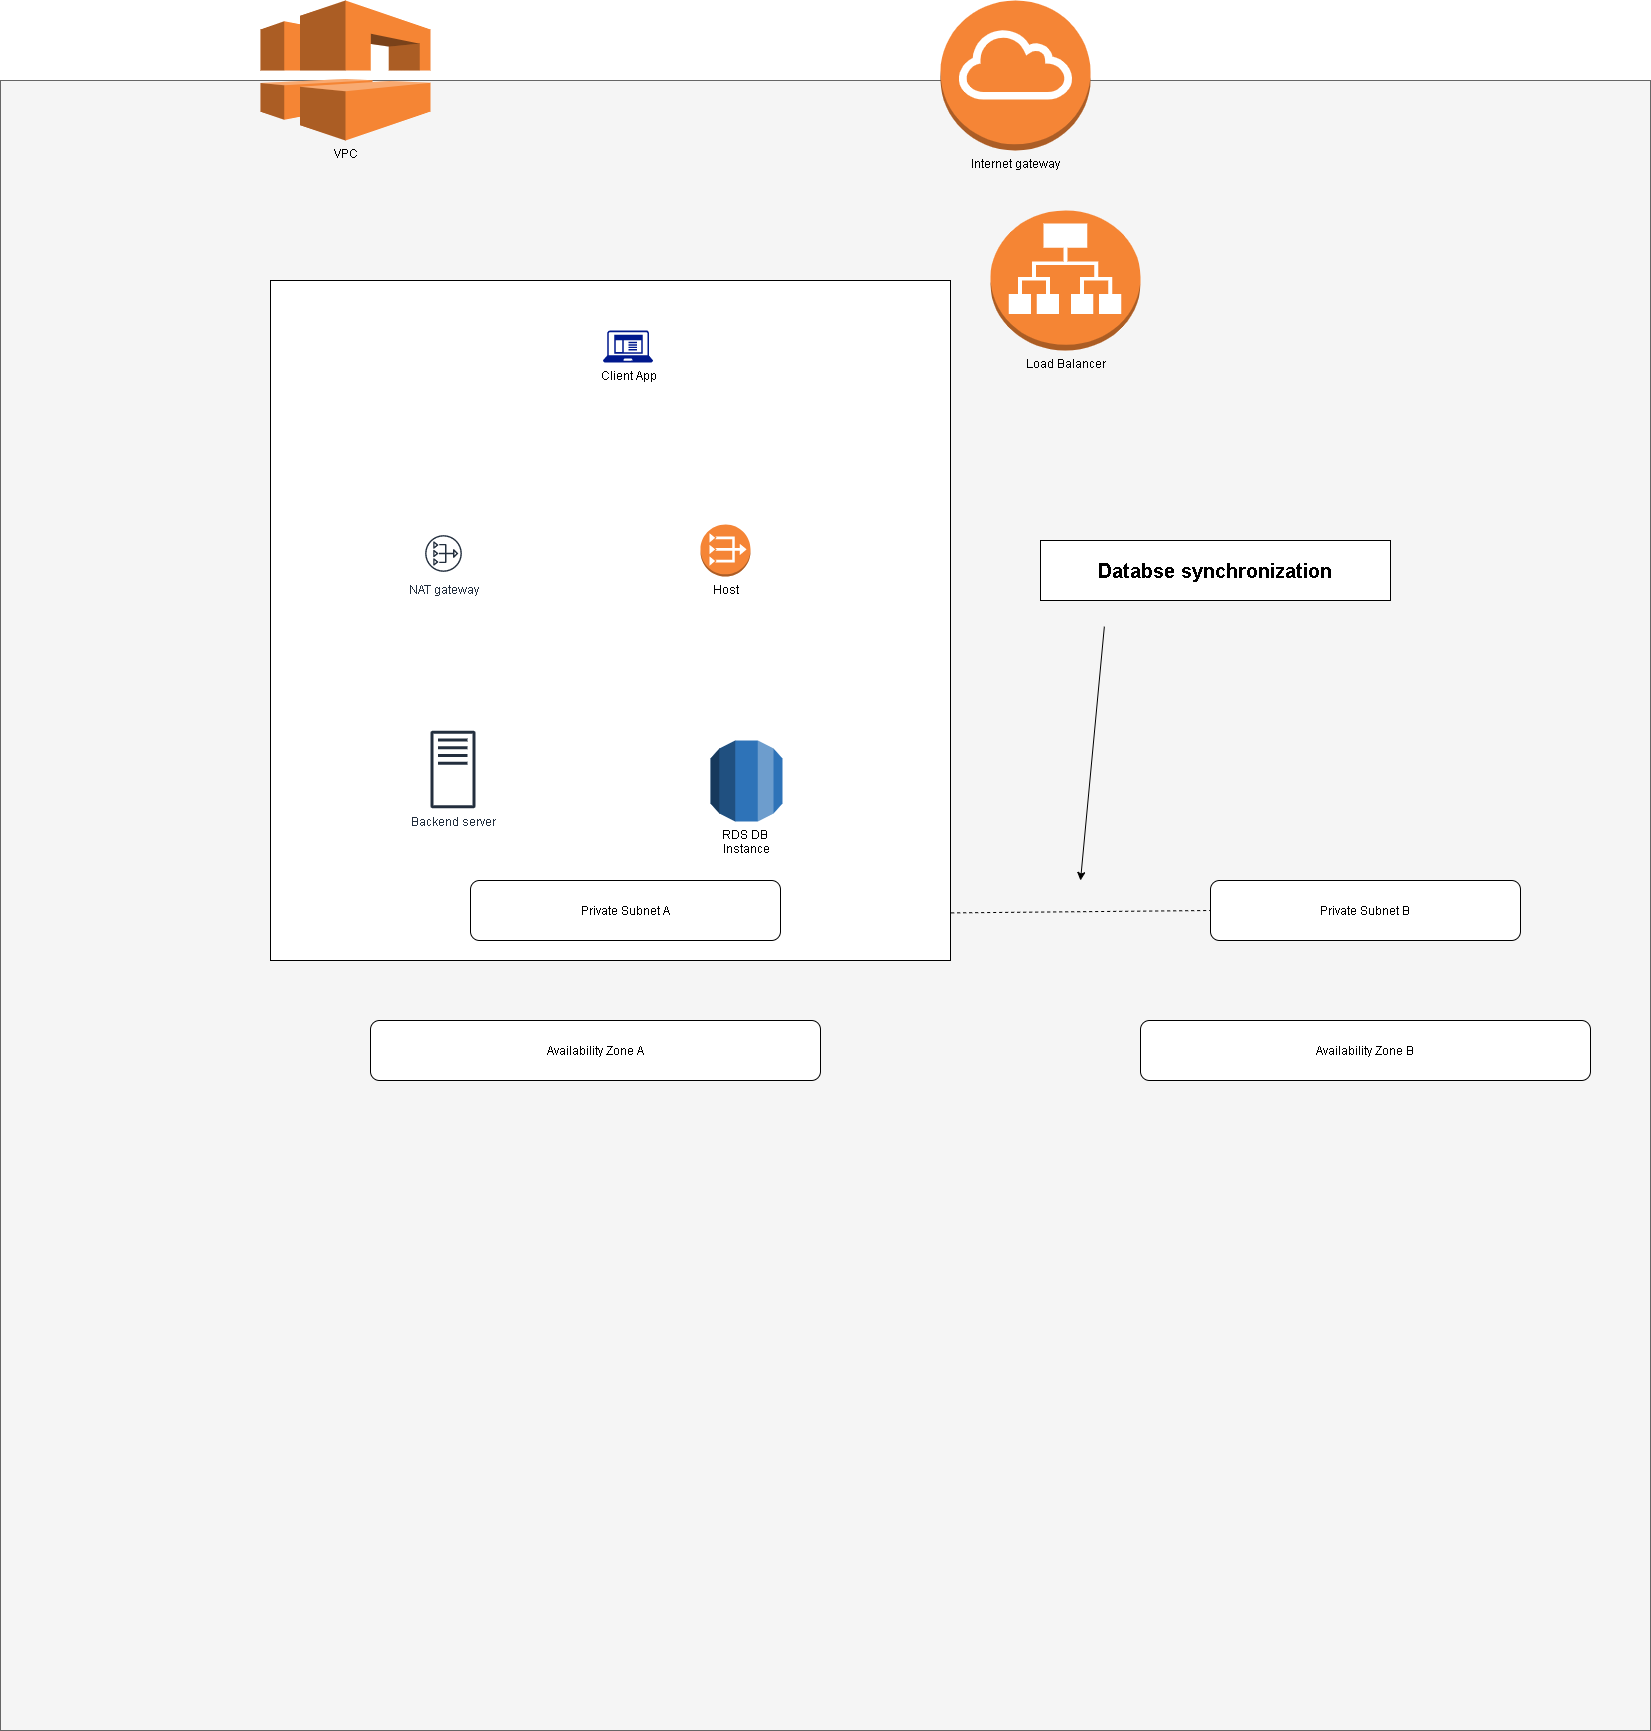 VPC
Internet gateway
Load Balancer
Client App
NAT gateway
Host
Databse synchronization
Backend server
RDS DB
Instance
Private Subnet A
Private Subnet B
Availability Zone A
Availability Zone B